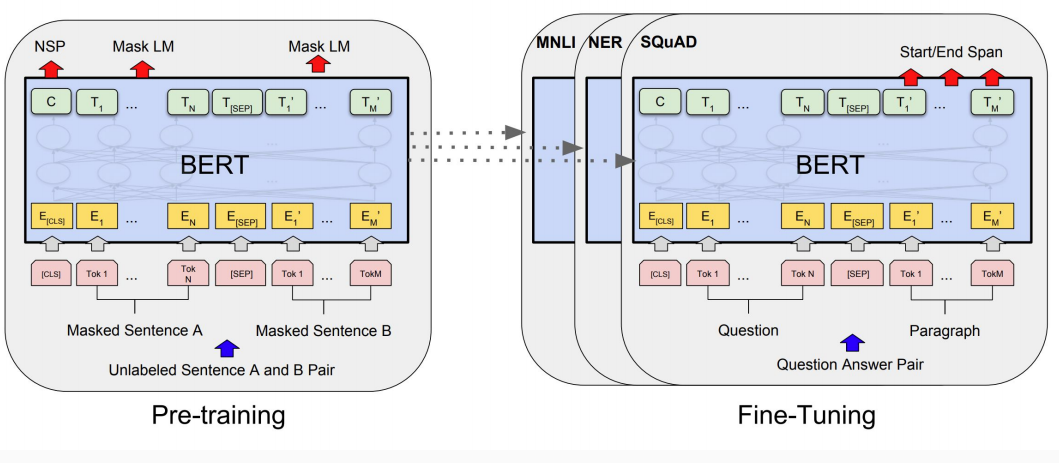 NSP Mask LM Mask LM
C T1 ... TN T[SEP] T1' ... TM'
...
...
BERT
E[CLS] E1 ... EN E[SEP] E1' ... EM'
[CLS] Tok 1 ... Tok N [SEP] Tok 1 ... TokM
Masked Sentence A Masked Sentence B
Unlabeled Sentence A and B Pair
Pre-training
MNLI NER SQuAD
Start/End Span
C T1 ... TN T[SEP] T1' ... TM'
...
...
BERT
E[CLS] E1 ... EN E[SEP] E1' ... EM'
[CLS] Tok 1 ... Tok N [SEP] Tok 1 ... TokM
Question Paragraph
Question Answer Pair
Fine-Tuning